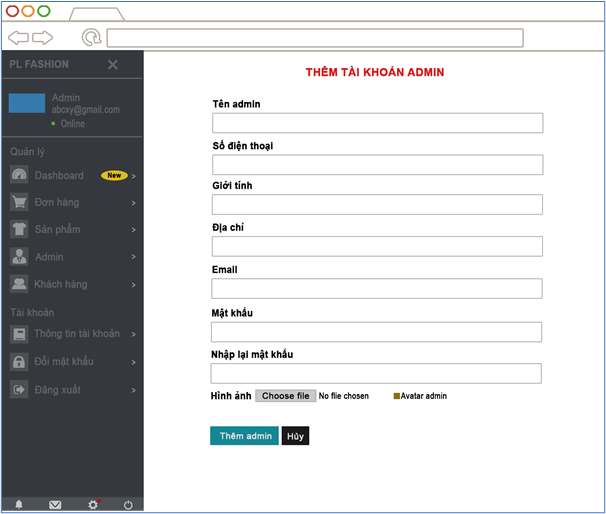 PL FASHION
Admin
abcxy@gmail.com
Online
Quản lý
Dashboard New >
Đơn hàng >
Sản phẩm >
Admin >
Khách hàng >
Tài khoản
Thông tin tài khoản >
Đổi mật khẩu >
Đăng xuất >
THÊM TÀI KHOẢN ADMIN
Tên admin
Số điện thoại
Giới tính
Địa chỉ
Email
Mật khẩu
Nhập lại mật khẩu
Hình ảnh Choose file No flie chosen Avatar admin
Thêm admin Hủy